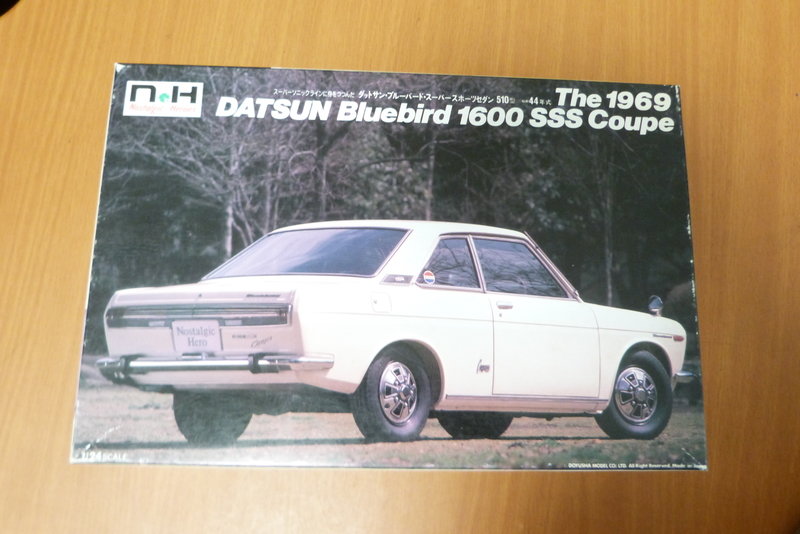 n H
Nostalgic Heroes
スーパーソニックラインに身をつつんだ ダットサン・ブルーバード・スーパースポーツセダン 510型 昭和44年式
The 1969
DATSUN Bluebird 1600 SSS Coupe
Nostalgic
Hero
Coupe
1/24 SCALE
DOYUSHA MODEL CO; LTD. All Right Reserved. Made in Japan